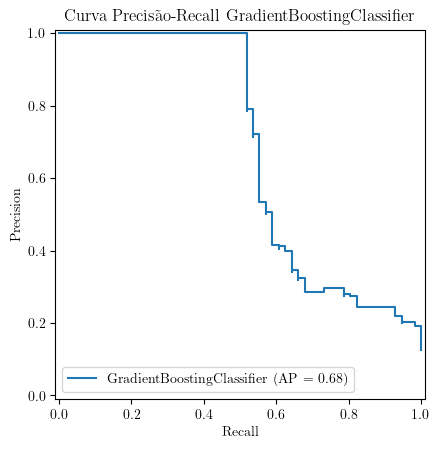 Curva Precisão-Recall GradientBoostingClassifier
1.0
0.8
0.6
0.4
0.2
0.0
Precision
GradientBoostingClassifier (AP = 0.68)
0.0 0.2 0.4 0.6 0.8 1.0
Recall